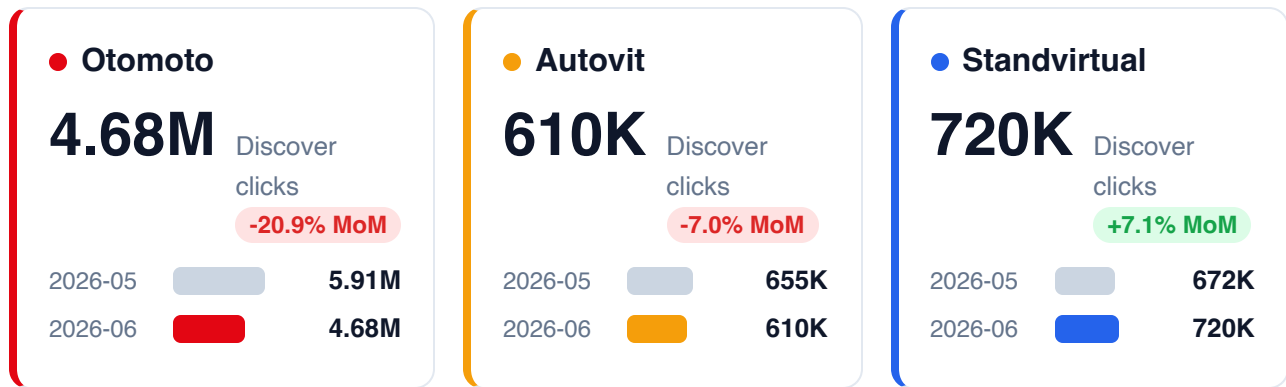 Otomoto
4.68M Discover
clicks
-20.9% MoM
2026-05 5.91M
2026-06 4.68M
Autovit
610K Discover
clicks
-7.0% MoM
2026-05 655K
2026-06 610K
Standvirtual
720K Discover
clicks
+7.1% MoM
2026-05 672K
2026-06 720K